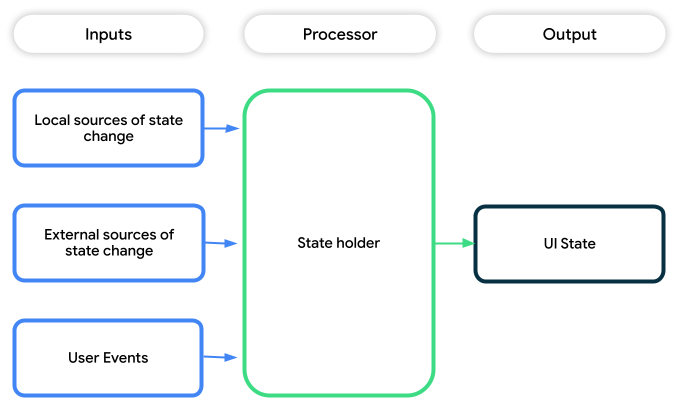 Inputs
Processor
Output
Local sources of state
change
External sources of
state change
State holder
UI State
User Events